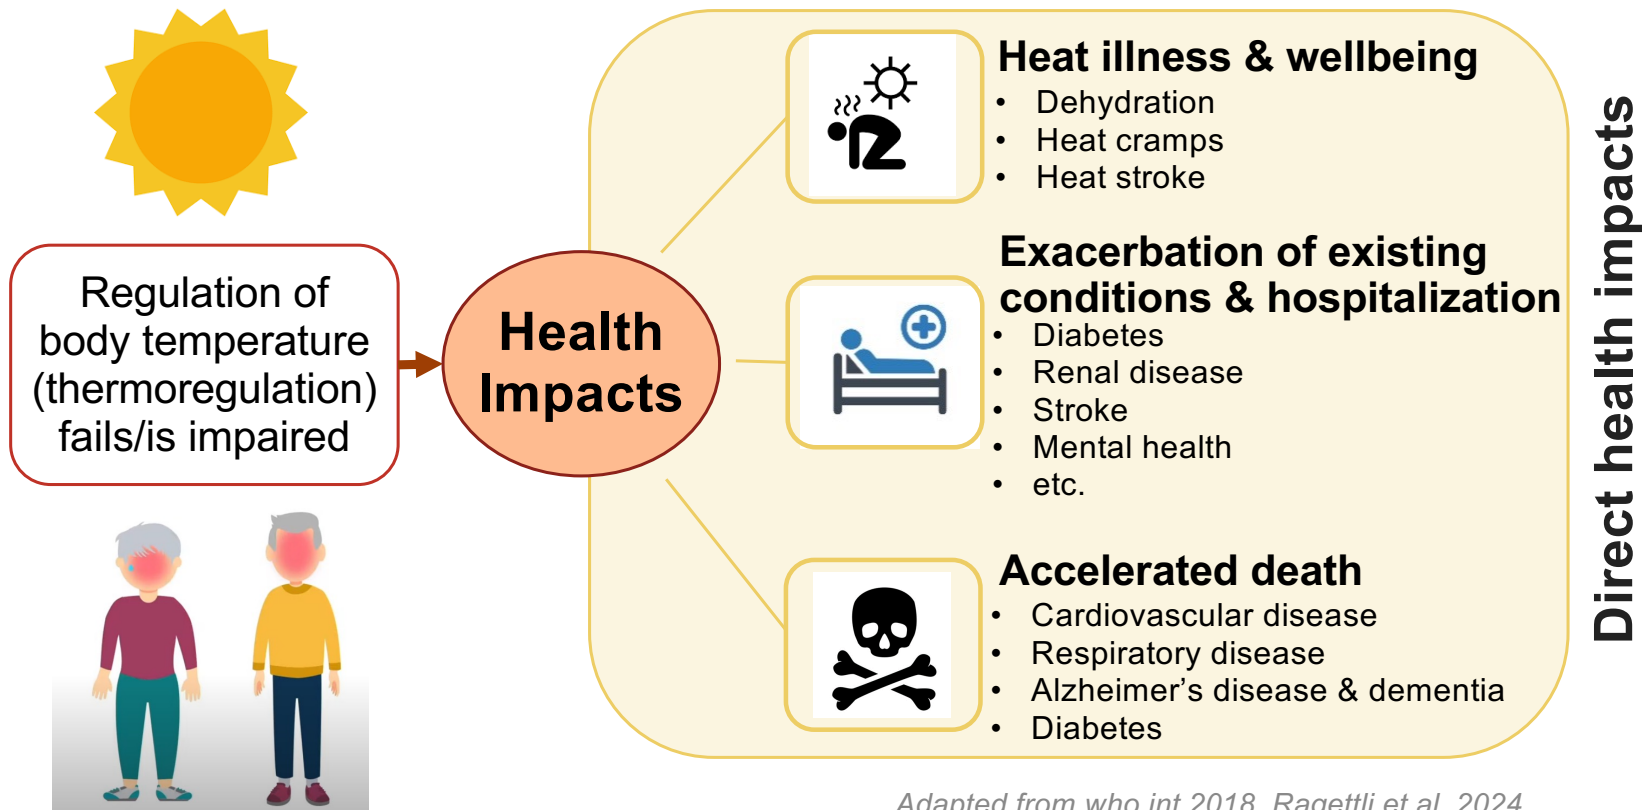 Regulation of
body temperature
(thermoregulation)
fails/is impaired
Health
Impacts
Heat illness & wellbeing
• Dehydration
• Heat cramps
• Heat stroke
Exacerbation of existing
conditions & hospitalization
• Diabetes
• Renal disease
• Stroke
• Mental health
• etc.
Accelerated death
• Cardiovascular disease
• Respiratory disease
• Alzheimer’s disease & dementia
• Diabetes
Direct health impacts
Adapted from who int 2018, Ragettli et al. 2024